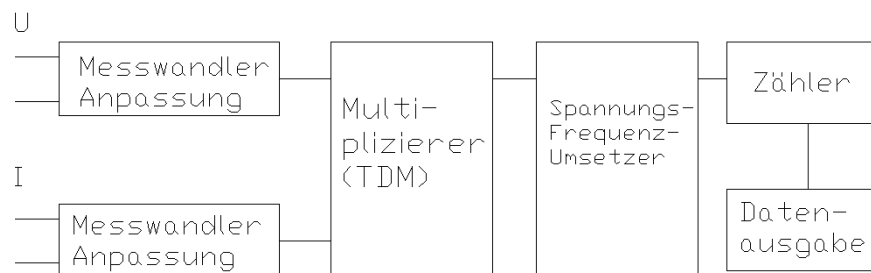 U
Messwandler
Anpassung
I
Messwandler
Anpassung
Multi-
plizierer
(TDM)
Spannungs-
Frequenz-
Umsetzer
Zähler
Daten-
ausgabe